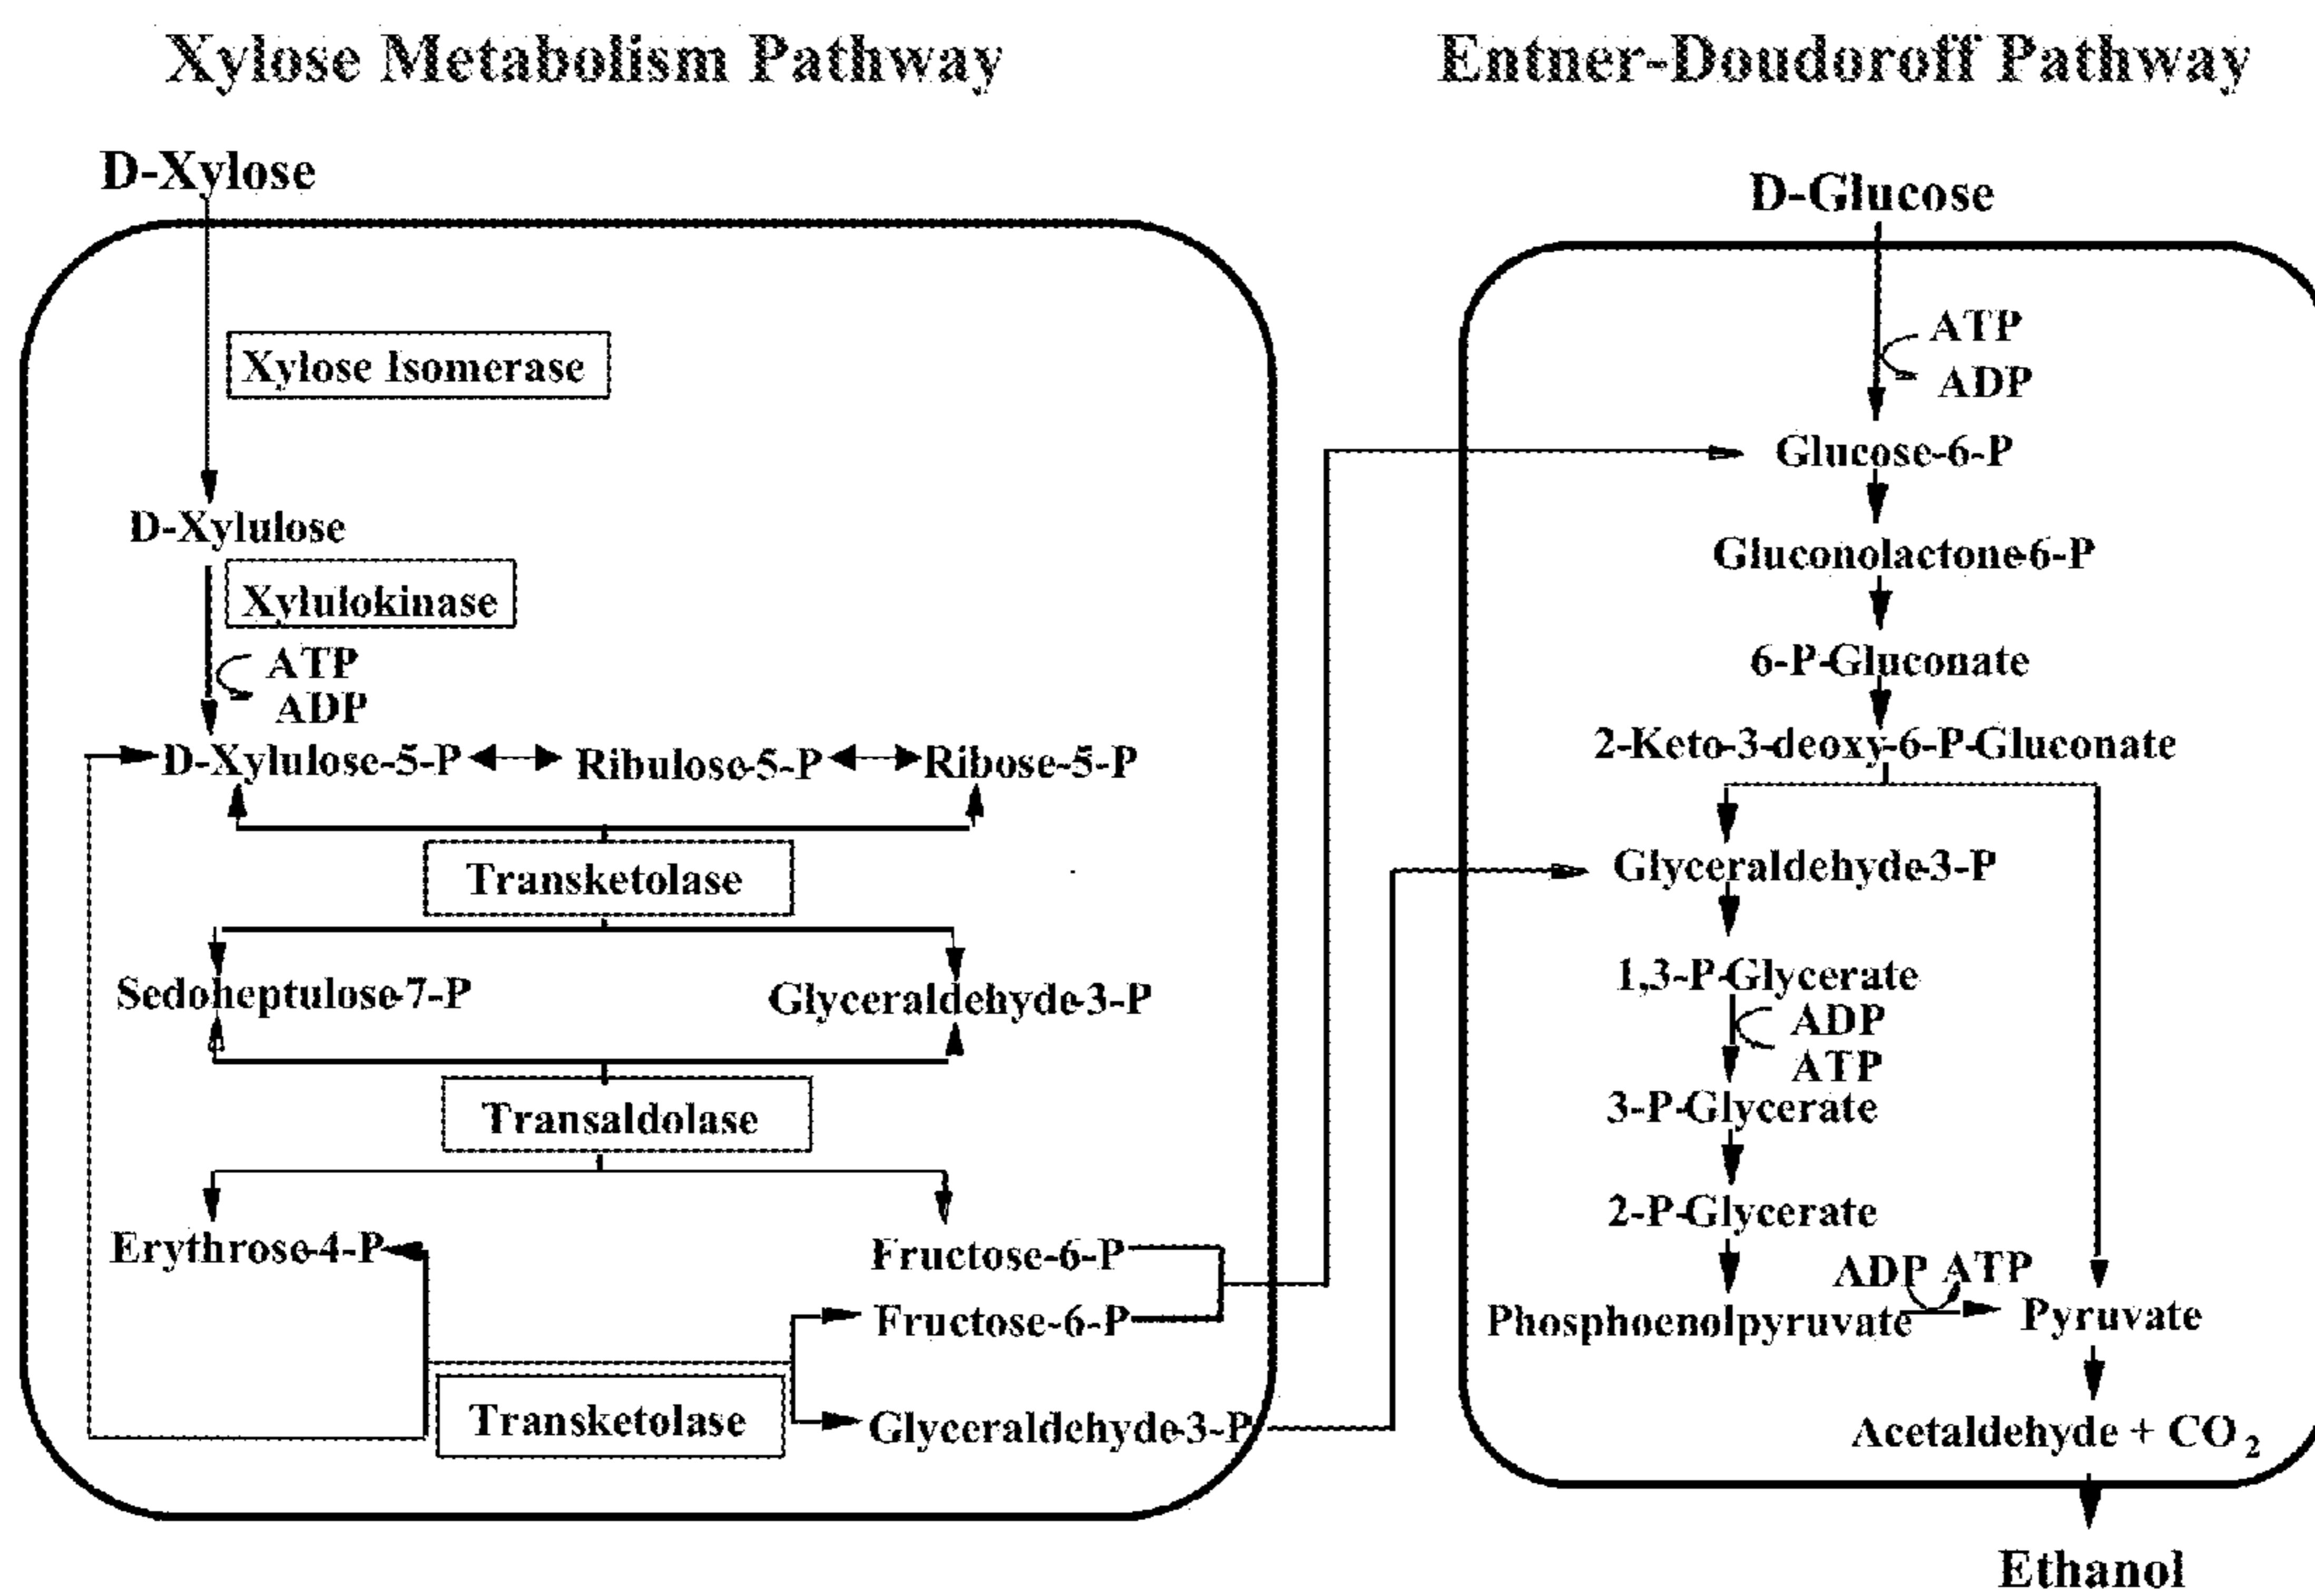 Xylose Metabolism Pathway
D-Xylose
Xylose Isomerase
D-Xylulose
Xylulokinase
ATP
ADP
D-Xylulose-5-P
Ribulose-5-P
Ribose-5-P
Transketolase
Sedoheptulose-7-P
Glyceraldehyde-3-P
Transaldolase
Erythrose-4-P
Fructose-6-P
Fructose-6-P
Transketolase
Glyceraldehyde-3-P
Entner-Doudoroff Pathway
D-Glucose
ATP
ADP
Glucose-6-P
Gluconolactone-6-P
6-P-Gluconate
2-Keto-3-deoxy-6-P-Gluconate
Glyceraldehyde-3-P
1,3-P-Glycerate
ADP
ATP
3-P-Glycerate
2-P-Glycerate
ADP ATP
Phosphoenolpyruvate
Pyruvate
Acetaldehyde + CO2
Ethanol